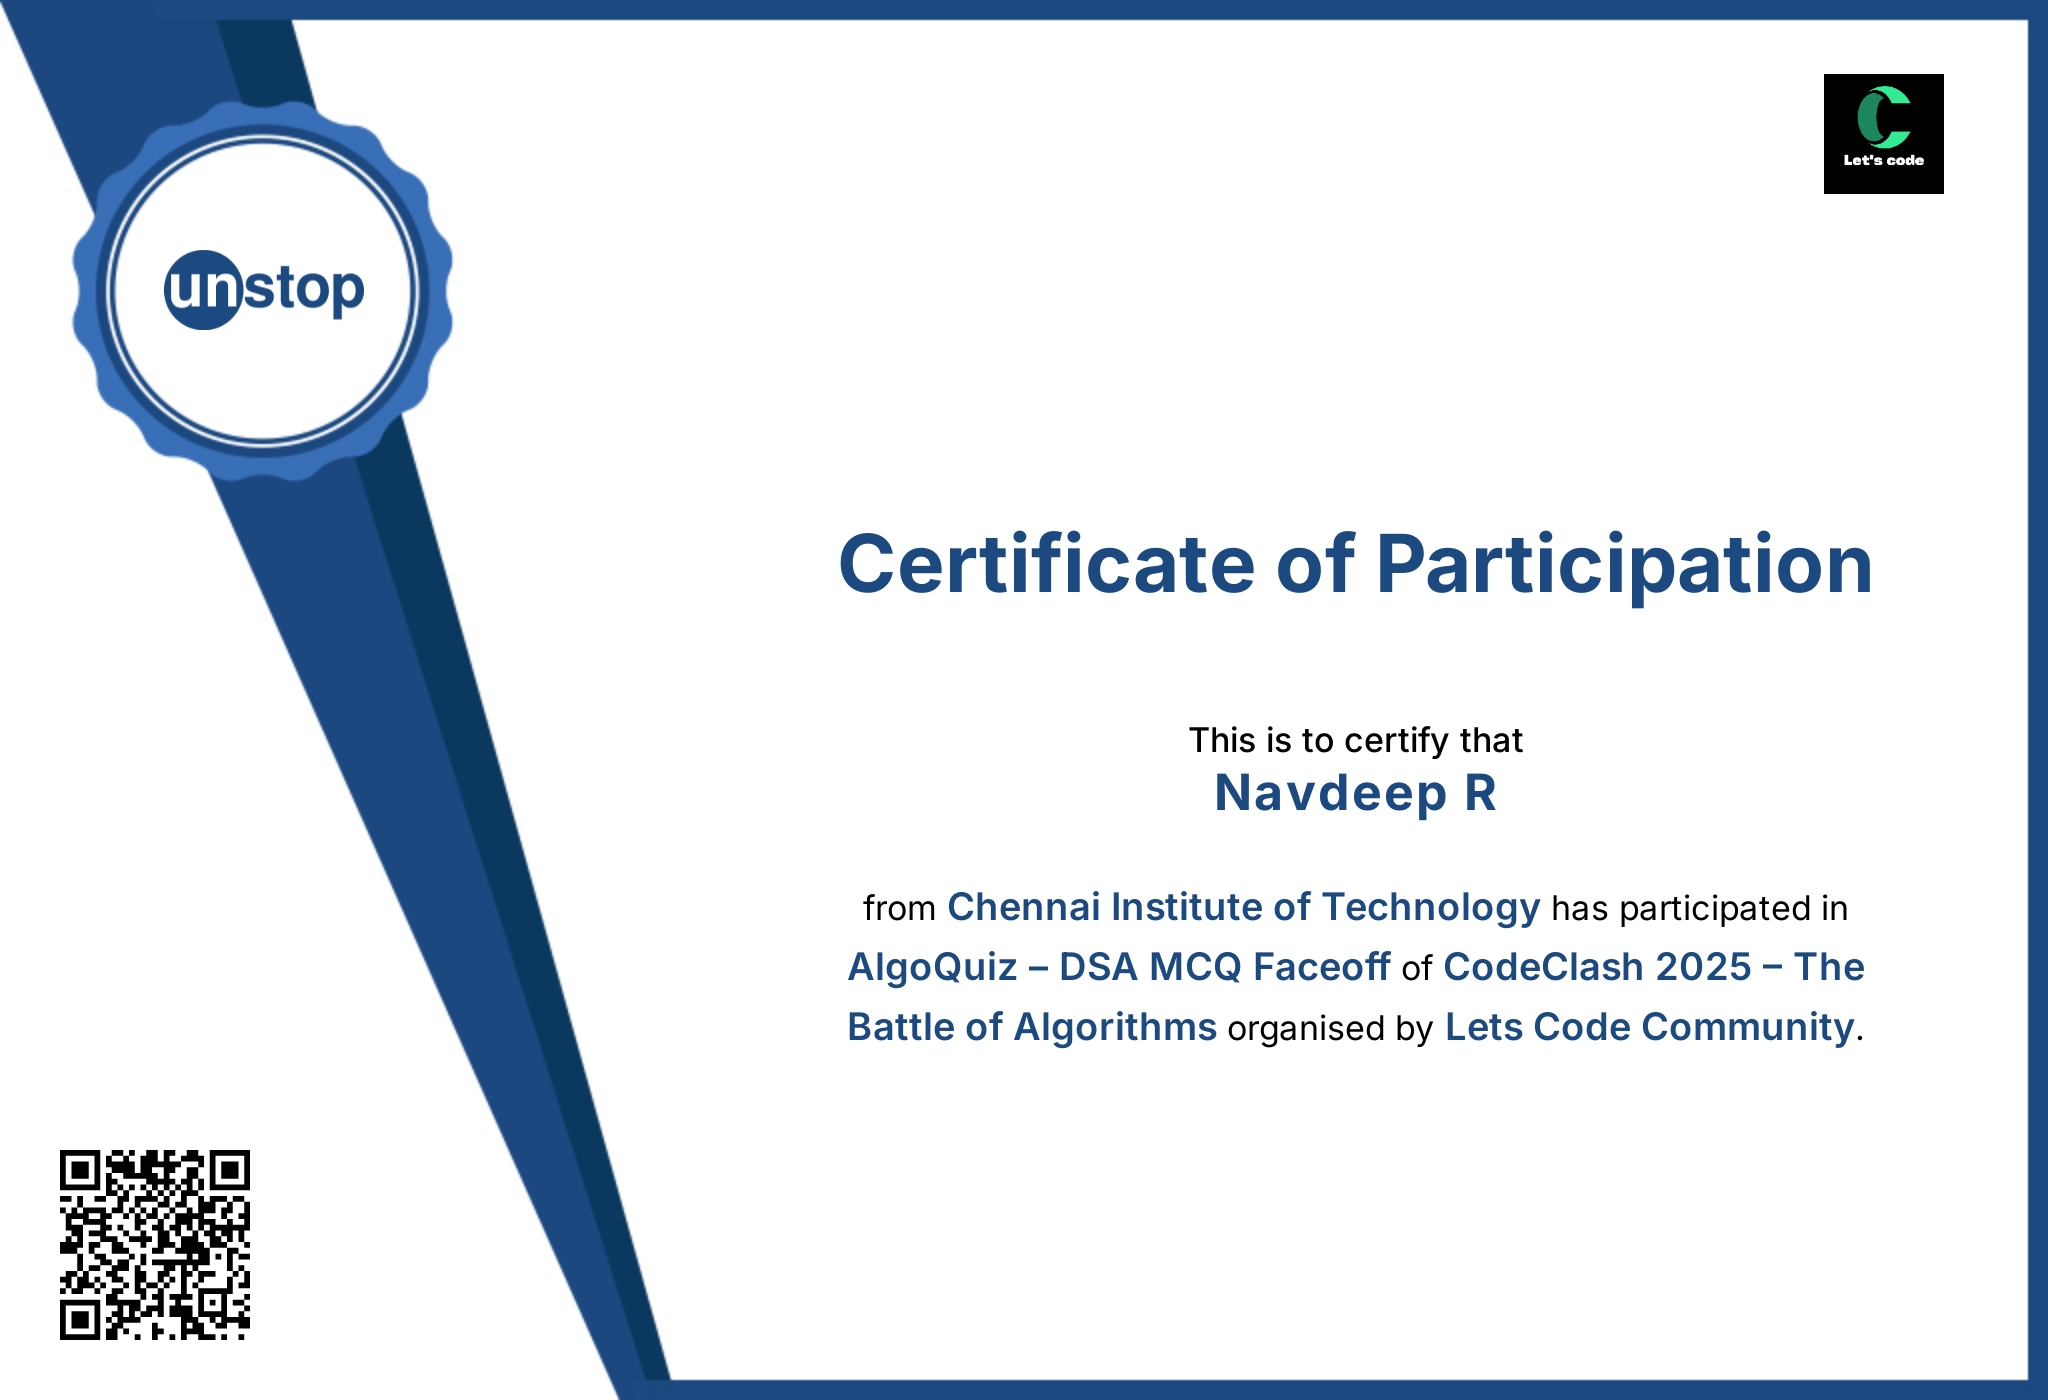 unstop
Let's code
Certificate of Participation
This is to certify that
Navdeep R
from Chennai Institute of Technology has participated in
AlgoQuiz – DSA MCQ Faceoff of CodeClash 2025 – The
Battle of Algorithms organised by Lets Code Community.